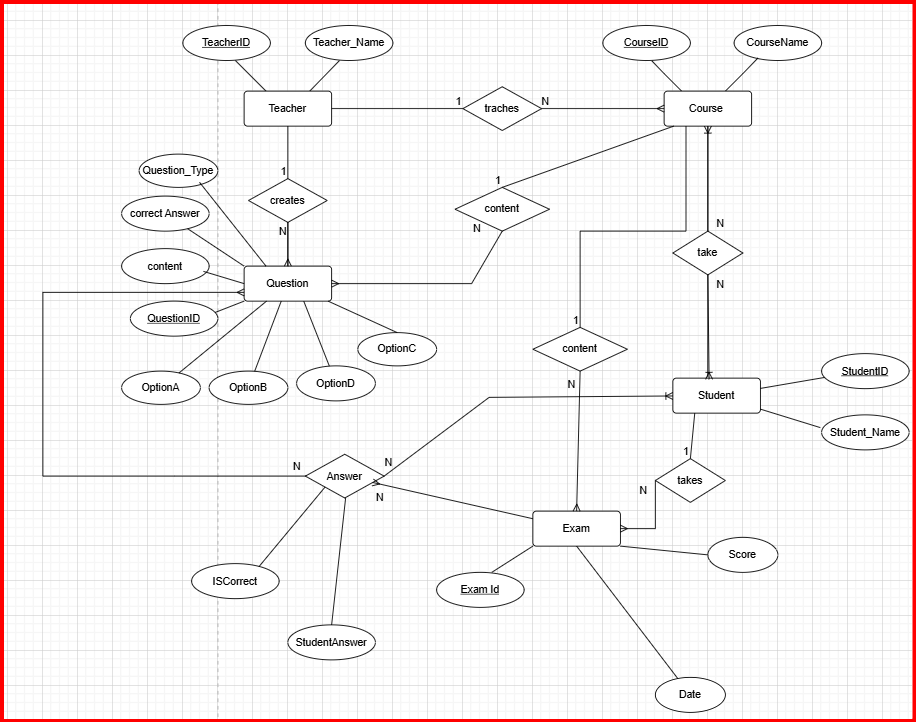 TeacherID
Teacher_Name
CourseID
CourseName
Teacher
1
traches
N
Course
Question_Type
1
creates
N
1
content
N
correct Answer
content
QuestionID
Question
N
take
N
OptionA
OptionB
OptionD
OptionC
1
content
N
StudentID
Student
Student_Name
N
Answer
N
N
1
takes
N
Exam
Score
ISCorrect
Exam Id
StudentAnswer
Date